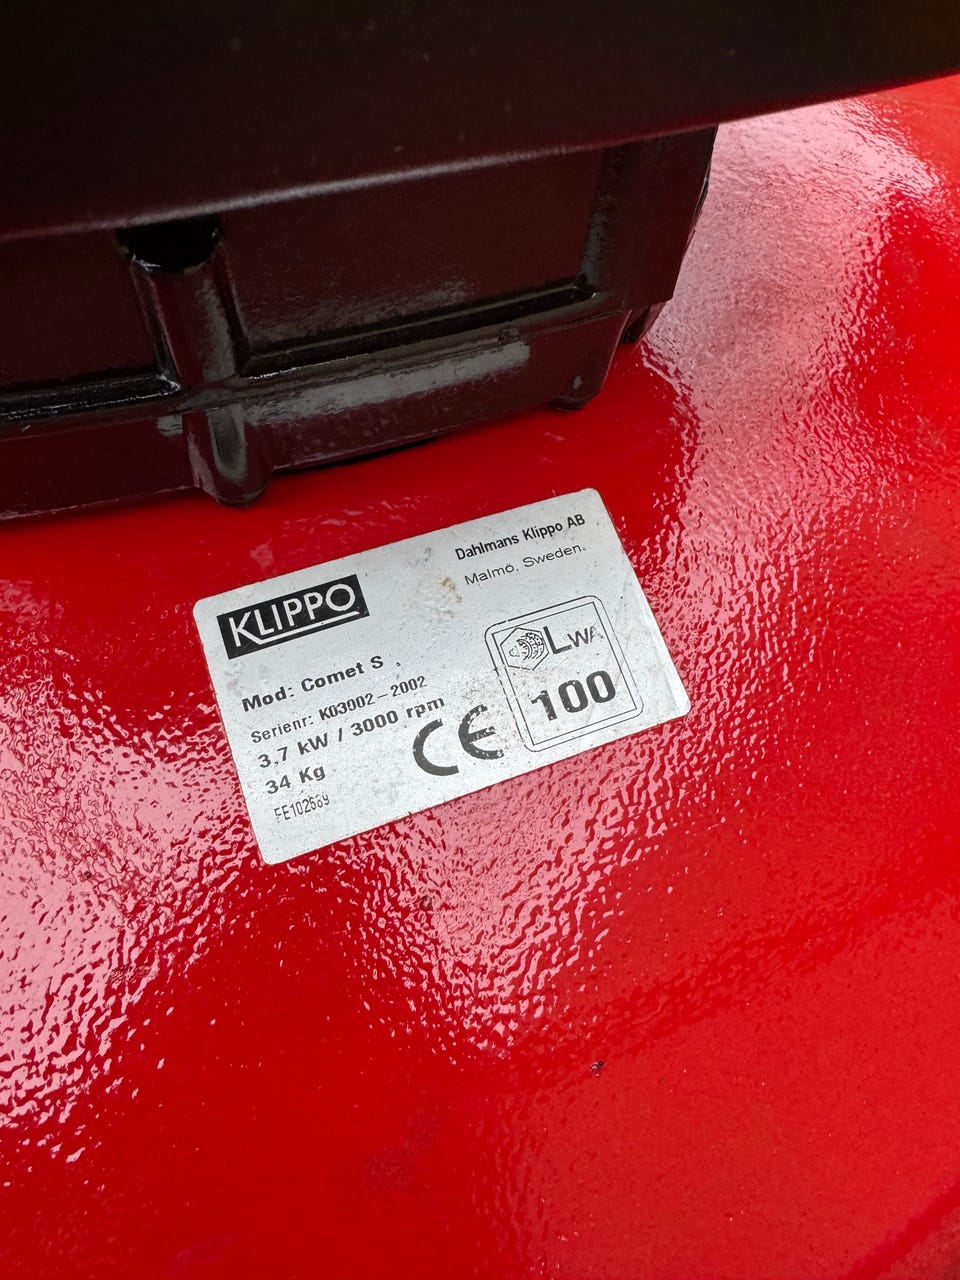 KLIPPO
Dahlmans Klippo AB
Malmö, Sweden.
Mod: Comet S
Serienr: K03002-2002
3.7 kW / 3000 rpm
34 Kg
CE
LWA
100